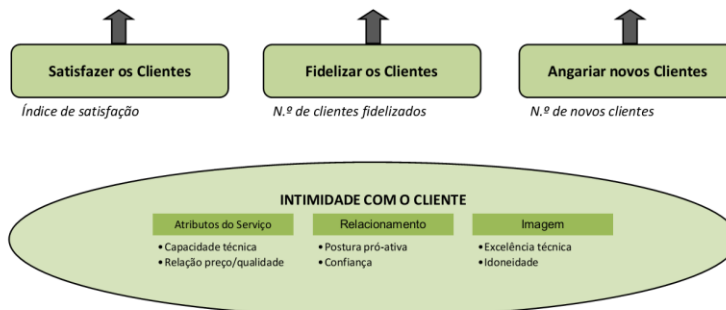 Satisfazer os Clientes
Fidelizar os Clientes
Angariar novos Clientes
Índice de satisfação
N.º de clientes fidelizados
N.º de novos clientes
INTIMIDADE COM O CLIENTE
Atributos do Serviço
Relacionamento
Imagem
• Capacidade técnica
• Relação preço/qualidade
• Postura pró-ativa
• Confiança
• Excelência técnica
• Idoneidade